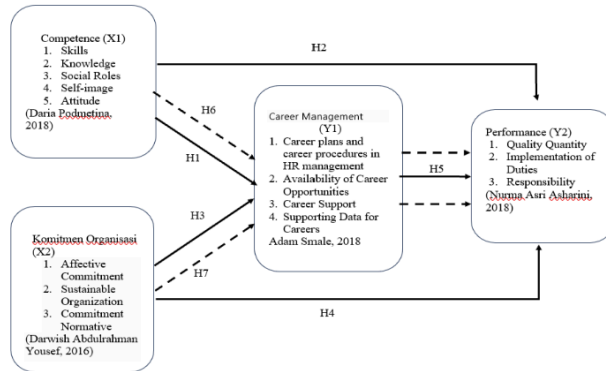 Competence (X1)
1. Skills
2. Knowledge
3. Social Roles
4. Self-image
5. Attitude
(Daria Podmetina,
2018)
H2
H6
H1
Career Management
(Y1)
1. Career plans and
career procedures in
HR management
2. Availability of Career
Opportunities
3. Career Support
4. Supporting Data for
Careers
Adam Smale, 2018
H5
Performance (Y2)
1. Quality Quantity
2. Implementation of
Duties
3. Responsibility
(Nurma Asri Asharini,
2018)
H3
H7
Komitmen Organisasi
(X2)
1. Affective
Commitment
2. Sustainable
Organization
3. Commitment
Normative
(Darwish Abdulrahman
Yousef, 2016)
H4